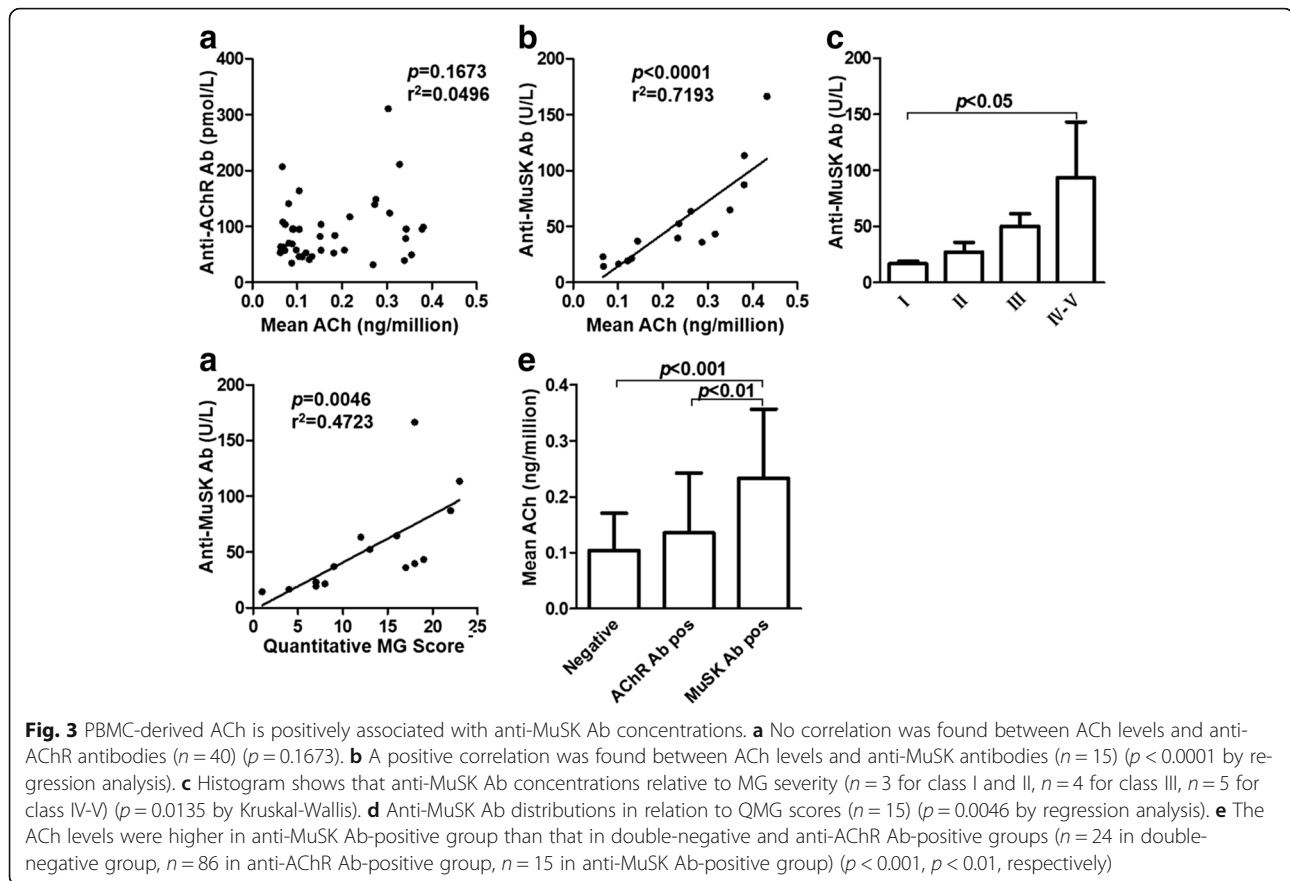 a
400
300
200
100
0
Anti-AChR Ab (pmol/L)
p=0.1673
r²=0.0496
0.0 0.1 0.2 0.3 0.4 0.5
Mean ACh (ng/million)
b
200
150
100
50
0
Anti-MuSK Ab (U/L)
p<0.0001
r²=0.7193
0.0 0.1 0.2 0.3 0.4 0.5
Mean ACh (ng/million)
c
200
150
100
50
0
Anti-MuSK Ab (U/L)
p<0.05
I II III IV-V
a
200
150
100
50
0
Anti-MuSK Ab (U/L)
p=0.0046
r²=0.4723
0 5 10 15 20 25
Quantitative MG Score
e
0.4
0.3
0.2
0.1
0.0
Mean ACh (ng/million)
p<0.001
p<0.01
Negative AChR Ab pos MuSK Ab pos
Fig. 3 PBMC-derived ACh is positively associated with anti-MuSK Ab concentrations. a No correlation was found between ACh levels and anti-
AChR antibodies (n = 40) (p = 0.1673). b A positive correlation was found between ACh levels and anti-MuSK antibodies (n = 15) (p < 0.0001 by re-
gression analysis). c Histogram shows that anti-MuSK Ab concentrations relative to MG severity (n = 3 for class I and II, n = 4 for class III, n = 5 for
class IV-V) (p = 0.0135 by Kruskal-Wallis). d Anti-MuSK Ab distributions in relation to QMG scores (n = 15) (p = 0.0046 by regression analysis). e The
ACh levels were higher in anti-MuSK Ab-positive group than that in double-negative and anti-AChR Ab-positive groups (n = 24 in double-
negative group, n = 86 in anti-AChR Ab-positive group, n = 15 in anti-MuSK Ab-positive group) (p < 0.001, p < 0.01, respectively)